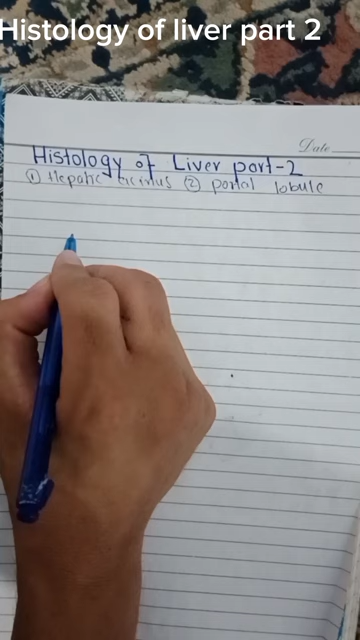 Histology of liver part 2
Date
Histology of Liver part-2
① Hepatic acinus ② portal lobule